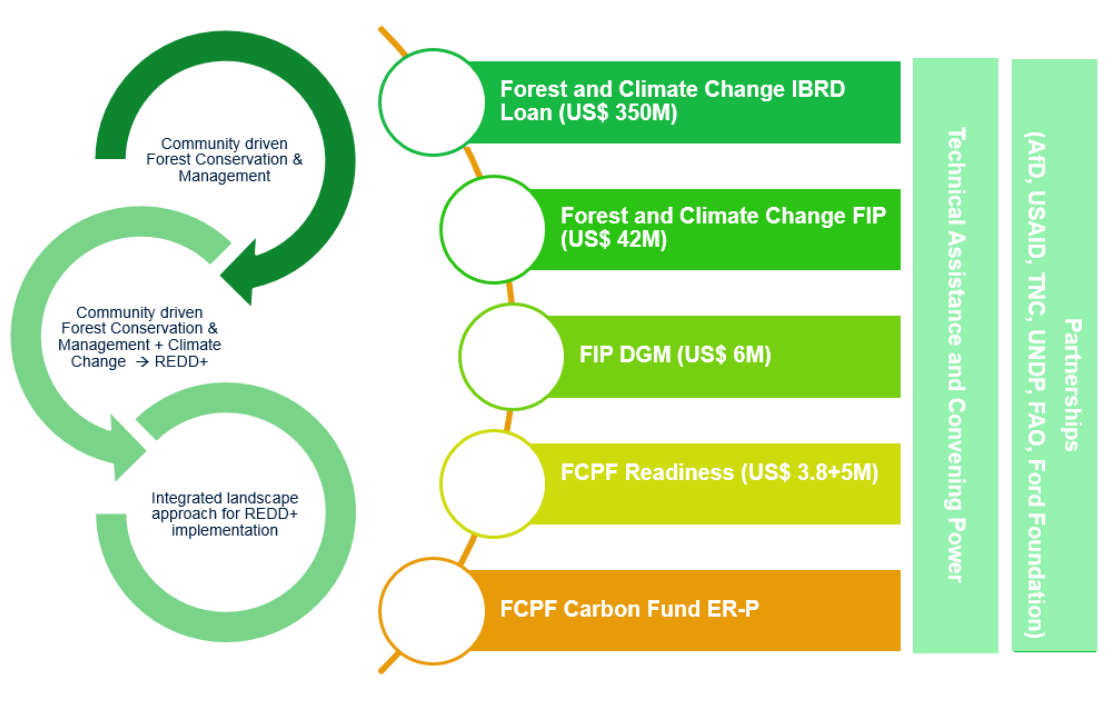 Community driven
Forest Conservation &
Management
Community driven
Forest Conservation &
Management + Climate
Change → REDD+
Integrated landscape
approach for REDD+
implementation
Forest and Climate Change IBRD
Loan (US$ 350M)
Forest and Climate Change FIP
(US$ 42M)
FIP DGM (US$ 6M)
FCPF Readiness (US$ 3.8+5M)
FCPF Carbon Fund ER-P
Technical Assistance and Convening Power
Partnerships
(AfD, USAID, TNC, UNDP, FAO, Ford Foundation)